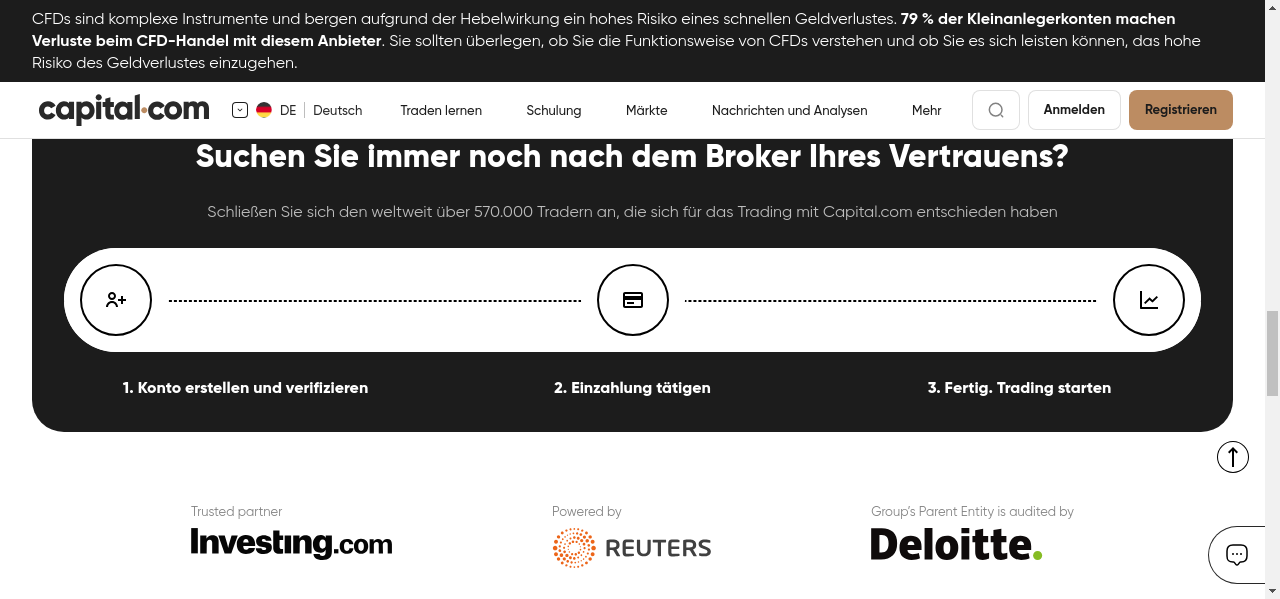 CFDs sind komplexe Instrumente und bergen aufgrund der Hebelwirkung ein hohes Risiko eines schnellen Geldverlustes. 79 % der Kleinanlegerkonten machen
Verluste beim CFD-Handel mit diesem Anbieter. Sie sollten überlegen, ob Sie die Funktionsweise von CFDs verstehen und ob Sie es sich leisten können, das hohe
Risiko des Geldverlustes einzugehen.
capital.com DE Deutsch Traden lernen Schulung Märkte Nachrichten und Analysen Mehr Anmelden Registrieren
Suchen Sie immer noch nach dem Broker Ihres Vertrauens?
Schließen Sie sich den weltweit über 570.000 Tradern an, die sich für das Trading mit Capital.com entschieden haben
1. Konto erstellen und verifizieren 2. Einzahlung tätigen 3. Fertig. Trading starten
Trusted partner Powered by Group's Parent Entity is audited by
Investing.com REUTERS Deloitte.